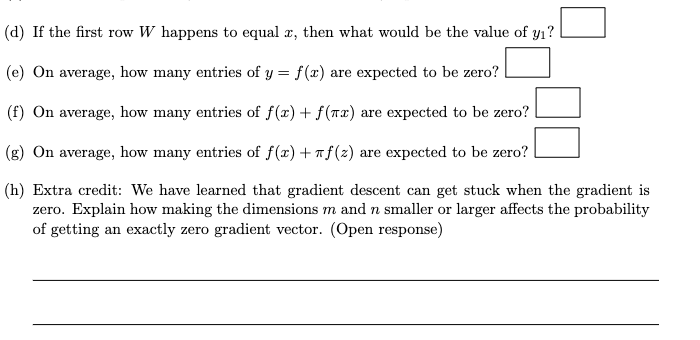 (d) If the first row W happens to equal x, then what would be the value of y₁?
(e) On average, how many entries of y = f(x) are expected to be zero?
(f) On average, how many entries of f(x) + f(πx) are expected to be zero?
(g) On average, how many entries of f(x) + πf(z) are expected to be zero?
(h) Extra credit: We have learned that gradient descent can get stuck when the gradient is
zero. Explain how making the dimensions m and n smaller or larger affects the probability
of getting an exactly zero gradient vector. (Open response)